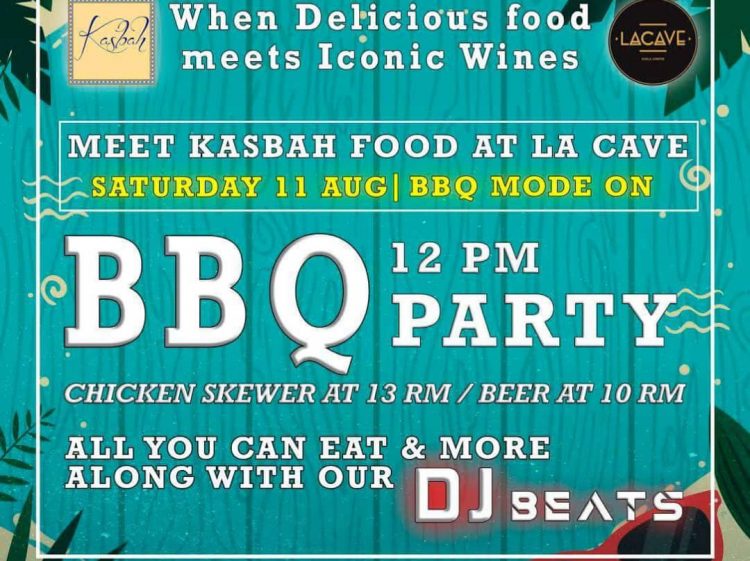 Kasbah
When Delicious food
meets Iconic Wines
LACAVE
MEET KASBAH FOOD AT LA CAVE
SATURDAY 11 AUG| BBQ MODE ON
BBQ
12 PM
PARTY
CHICKEN SKEWER AT 13 RM / BEER AT 10 RM
ALL YOU CAN EAT & MORE
ALONG WITH OUR
DJ BEATS